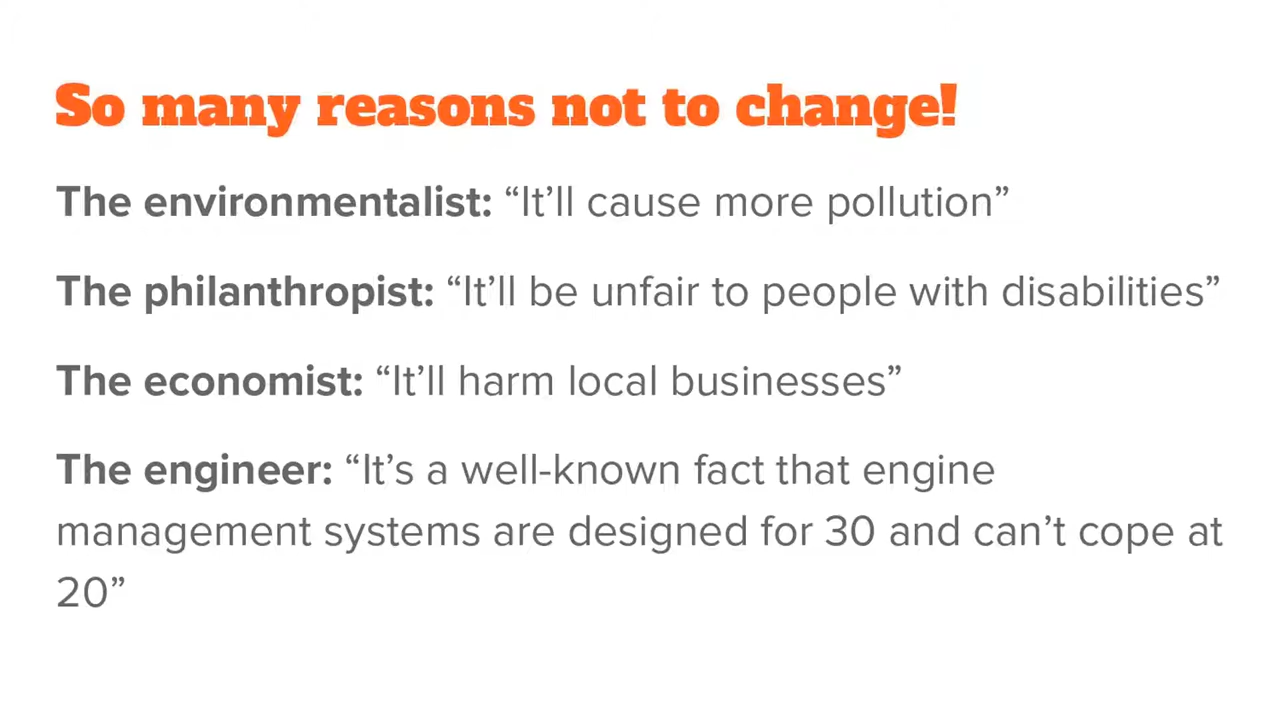 So many reasons not to change!
The environmentalist: “It’ll cause more pollution”
The philanthropist: “It’ll be unfair to people with disabilities”
The economist: “It’ll harm local businesses”
The engineer: “It’s a well-known fact that engine
management systems are designed for 30 and can’t cope at
20”